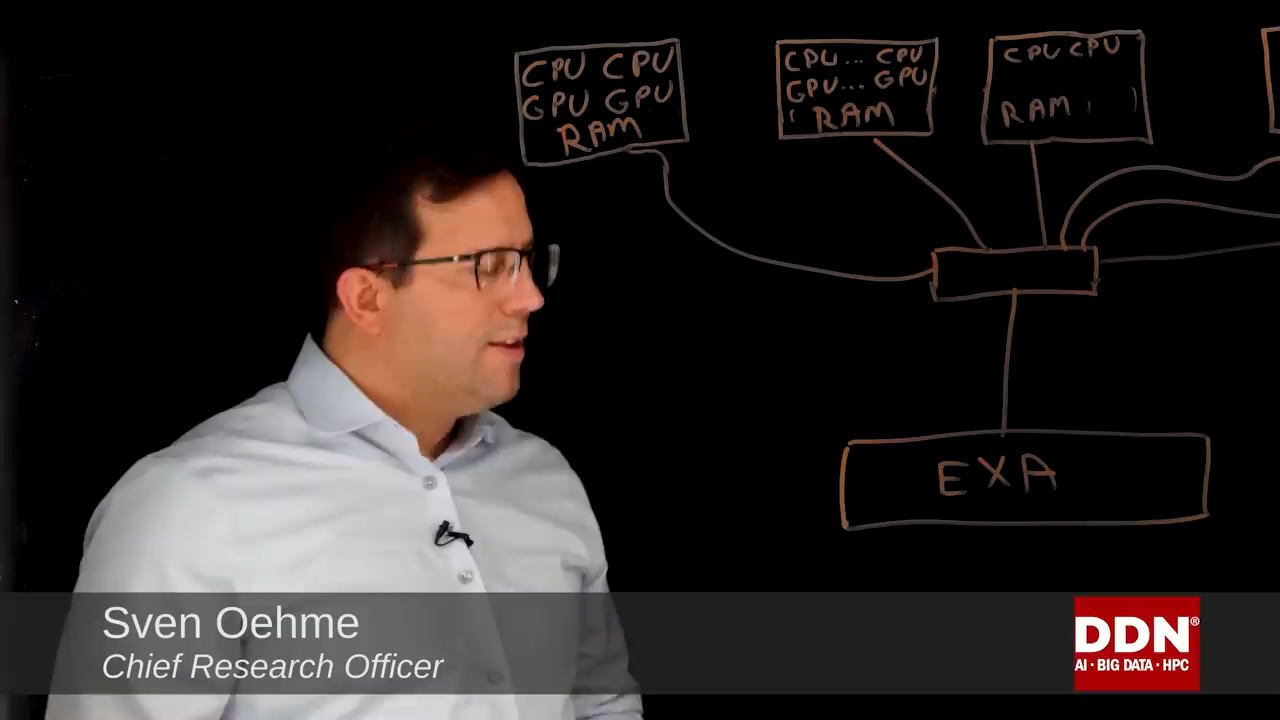 CPU CPU
GPU GPU
RAM
CPU... CPU
GPU... GPU
RAM
CPU CPU
RAM
EXA
Sven Oehme
Chief Research Officer
DDN®
AI · BIG DATA · HPC